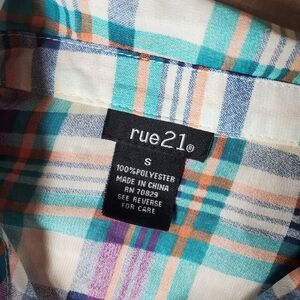 rue21®
S
100%POLYESTER
MADE IN CHINA
RN 70829
SEE REVERSE
FOR CARE